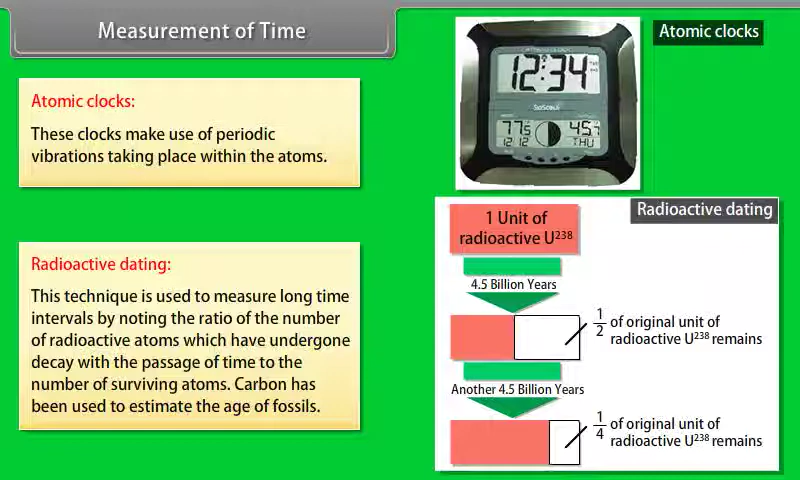 Measurement of Time
Atomic clocks:
These clocks make use of periodic
vibrations taking place within the atoms.
Atomic clocks
12:34
THU
Radioactive dating:
This technique is used to measure long time
intervals by noting the ratio of the number
of radioactive atoms which have undergone
decay with the passage of time to the
number of surviving atoms. Carbon has
been used to estimate the age of fossils.
Radioactive dating
1 Unit of
radioactive U²³⁸
4.5 Billion Years
1/2 of original unit of
radioactive U²³⁸ remains
Another 4.5 Billion Years
1/4 of original unit of
radioactive U²³⁸ remains